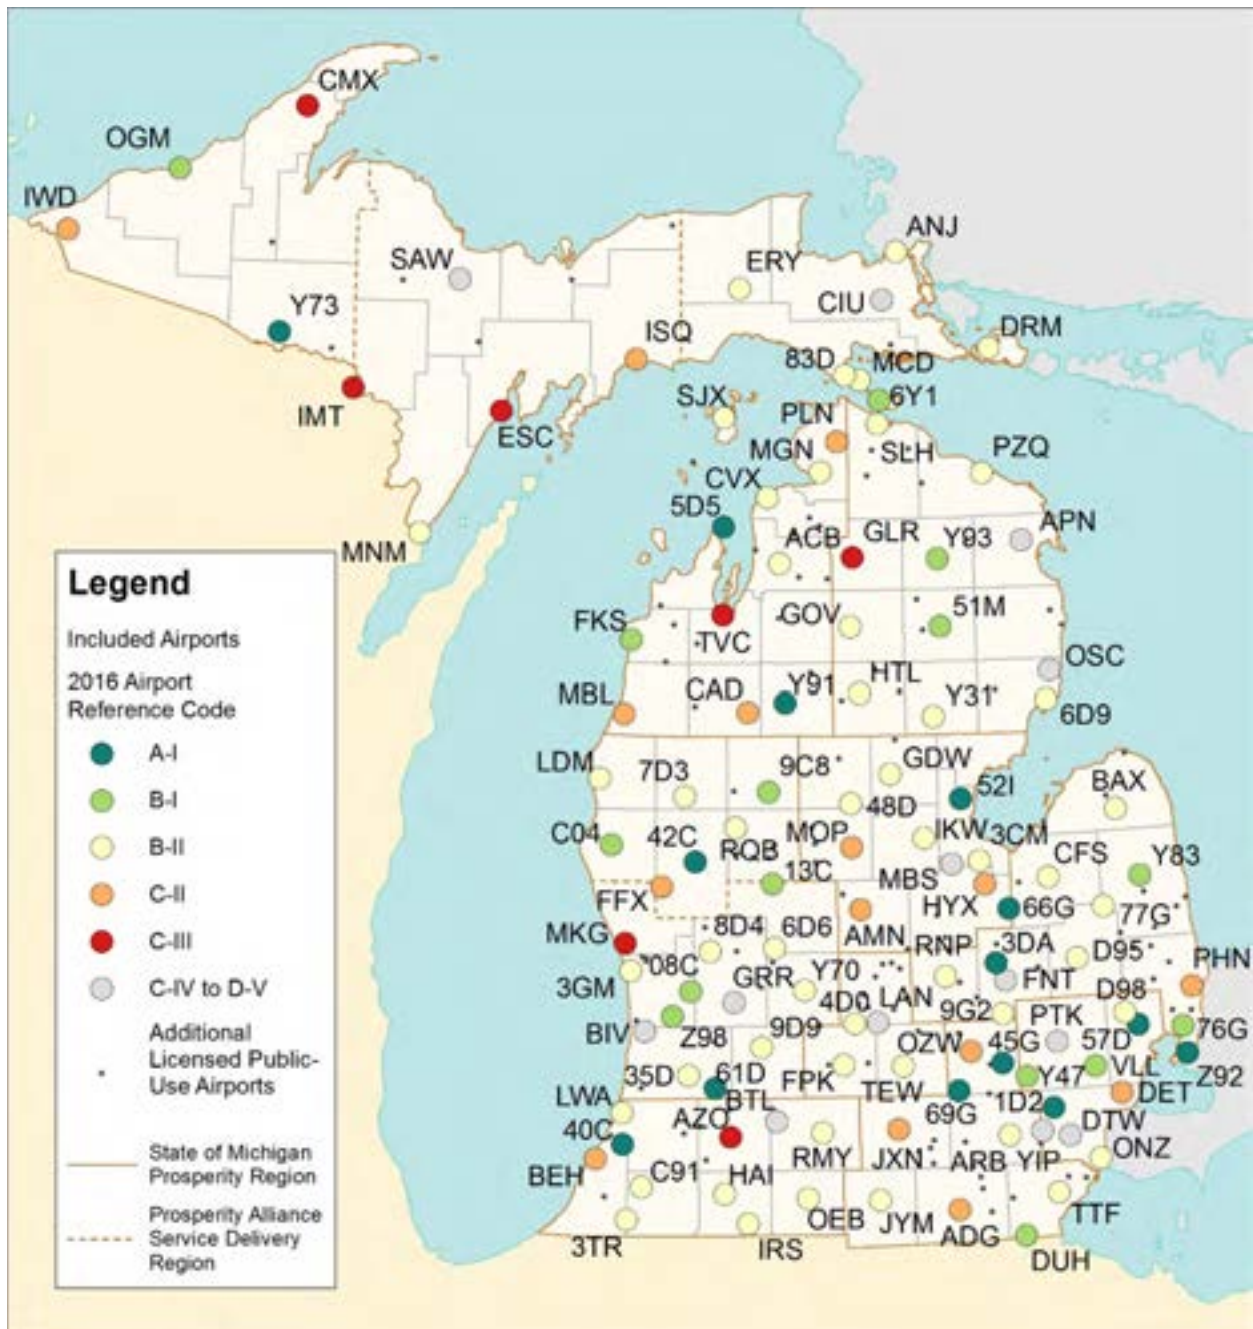 CMX
OGM
IWD
ANJ
SAW
ERY
CIU
Y73
ISQ
DRM
83D
MCD
6Y1
IMT
SJX
PLN
ESC
MGN
SLH
PZQ
CVX
5D5
APN
MNM
ACB
GLR
Y93
FKS
TVC
GOV
51M
OSC
MBL
CAD
Y91
HTL
Y31
6D9
LDM
7D3
9C8
GDW
52I
BAX
48D
C04
42C
RQB
MOP
IKW
3CM
CFS
Y83
13C
MBS
FFX
HYX
66G
77G
MKG
8D4
6D6
AMN
RNP
3DA
D95
PHN
3GM
08C
GRR
Y70
4D0
LAN
FNT
D98
9G2
PTK
BIV
Z98
9D9
OZW
45G
57D
76G
35D
61D
FPK
TEW
Y47
VLL
Z92
LWA
BTL
69G
1D2
DET
40C
AZO
DTW
BEH
C91
HAI
RMY
JXN
ARB
YIP
ONZ
3TR
IRS
OEB
JYM
ADG
TTF
DUH
Legend
Included Airports
2016 Airport
Reference Code
A-I
B-I
B-II
C-II
C-III
C-IV to D-V
Additional
Licensed Public-
Use Airports
State of Michigan
Prosperity Region
Prosperity Alliance
Service Delivery
Region